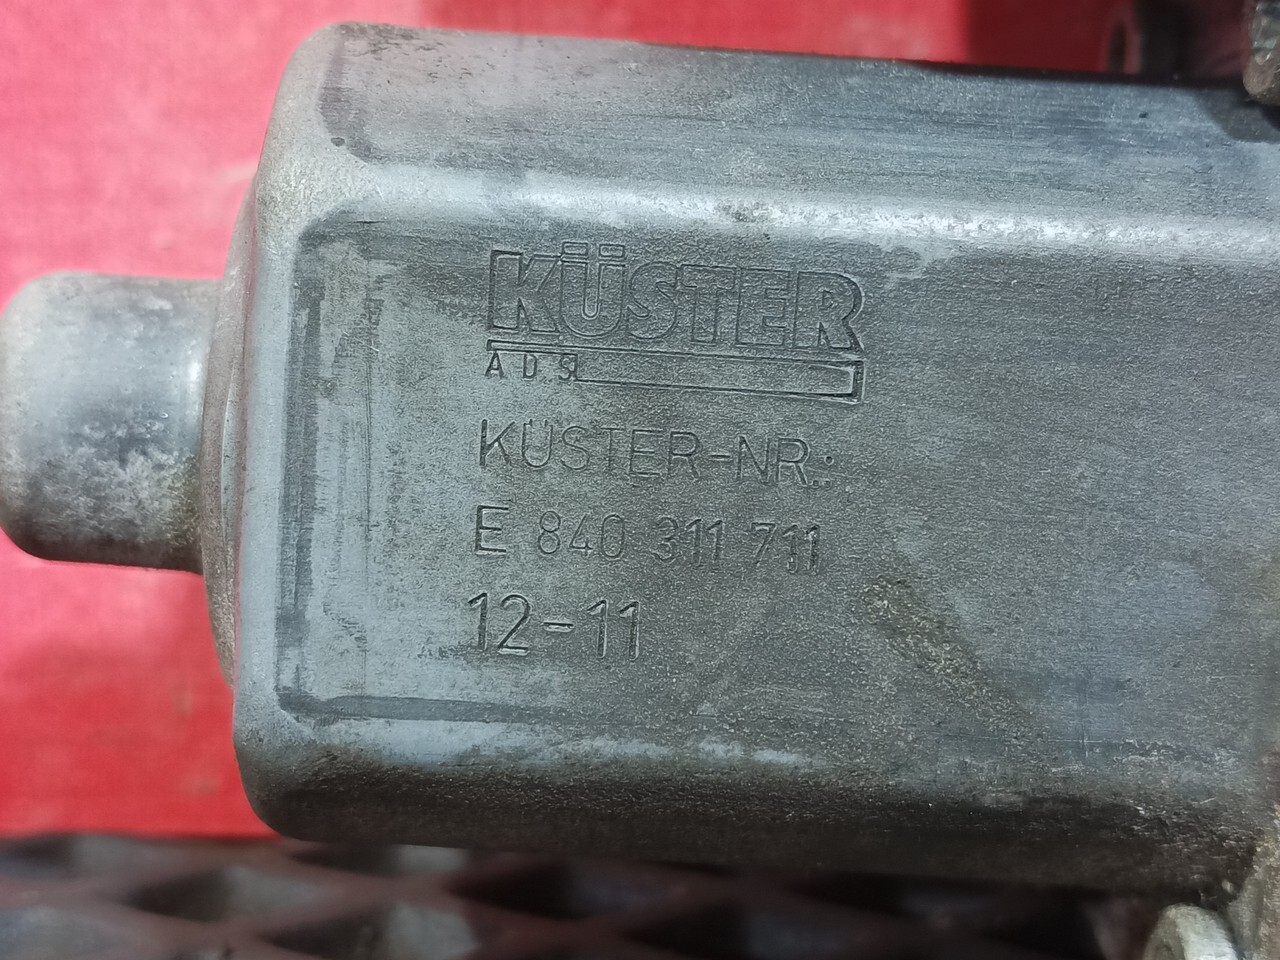 KÜSTER
ADS
KÜSTER-NR.:
E 840 311 711
12-11